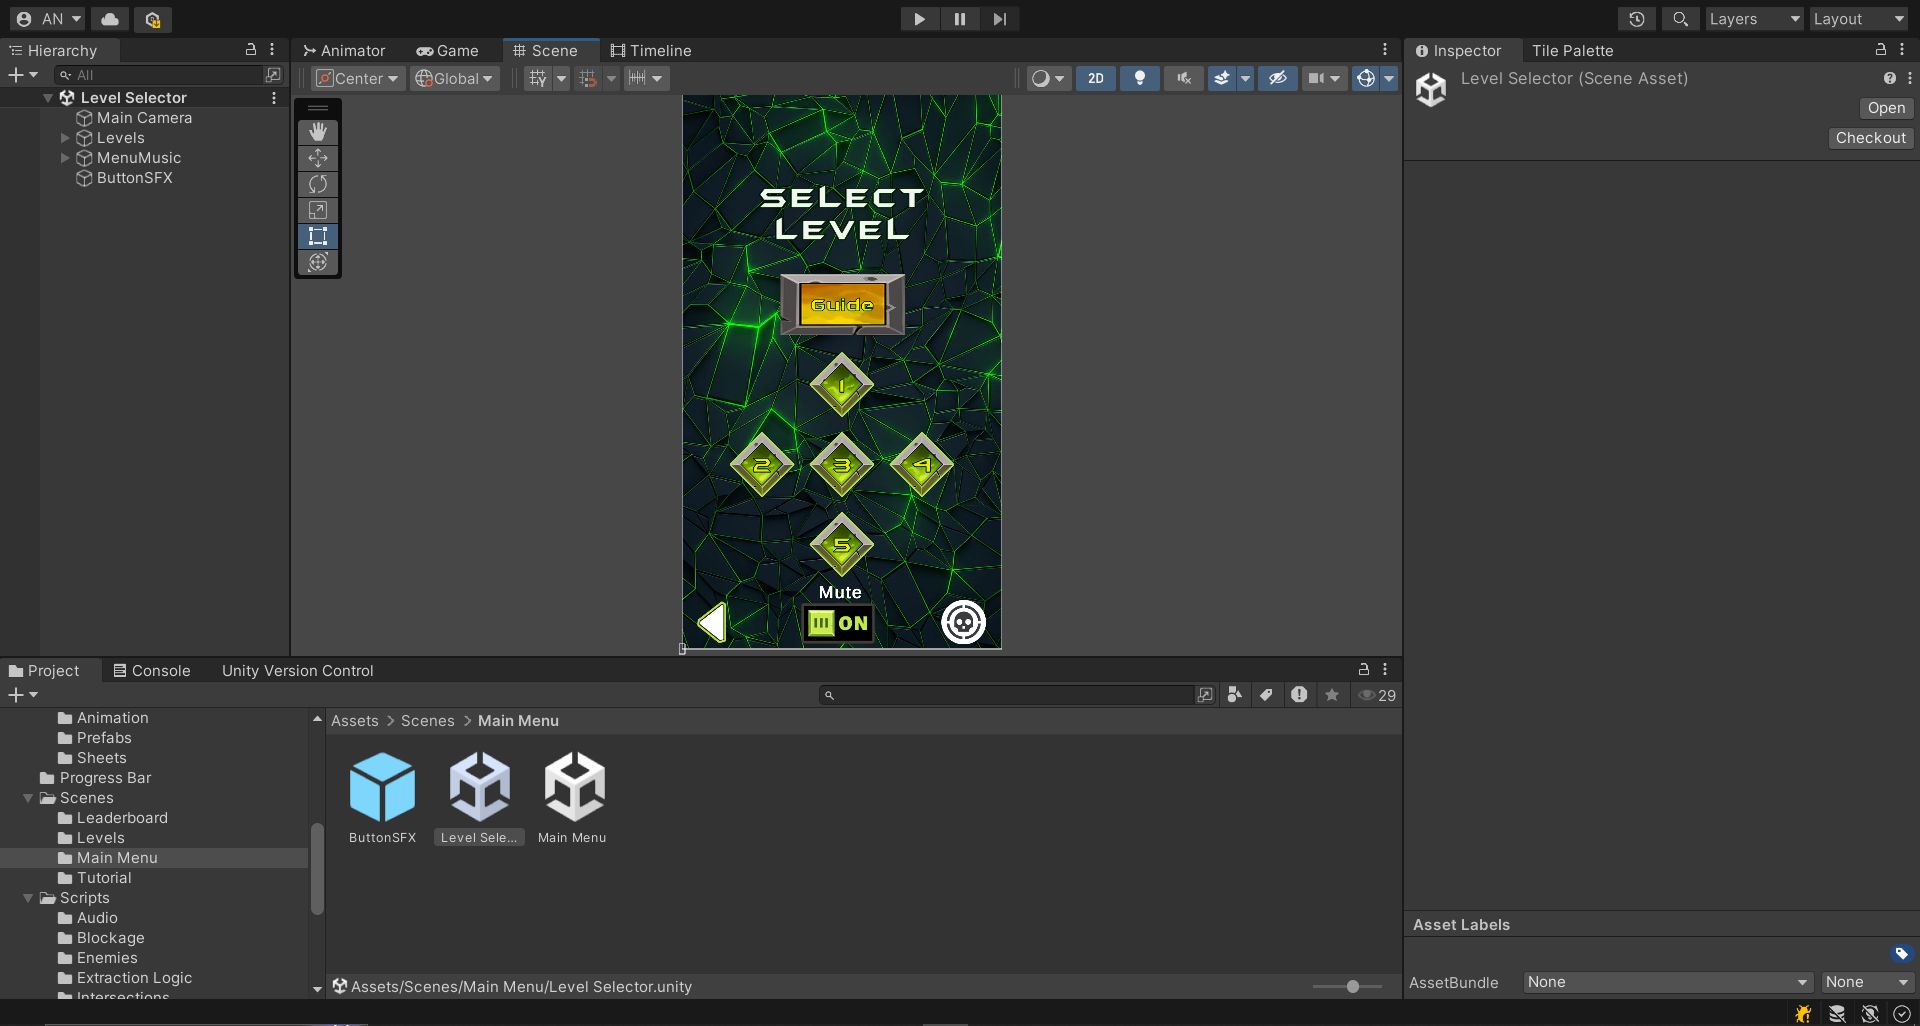 AN
Layers
Layout
Hierarchy
Animator
Game
Scene
Timeline
Inspector
Tile Palette
All
Center
Global
2D
Level Selector (Scene Asset)
Open
Checkout
Level Selector
Main Camera
Levels
MenuMusic
ButtonSFX
SELECT
LEVEL
Guide
1
2 3 4
5
Mute
ON
Project
Console
Unity Version Control
29
Animation
Prefabs
Sheets
Progress Bar
Scenes
Leaderboard
Levels
Main Menu
Tutorial
Scripts
Audio
Blockage
Enemies
Extraction Logic
Intersections
Assets > Scenes > Main Menu
ButtonSFX
Level Sele...
Main Menu
Assets/Scenes/Main Menu/Level Selector.unity
Asset Labels
AssetBundle
None
None